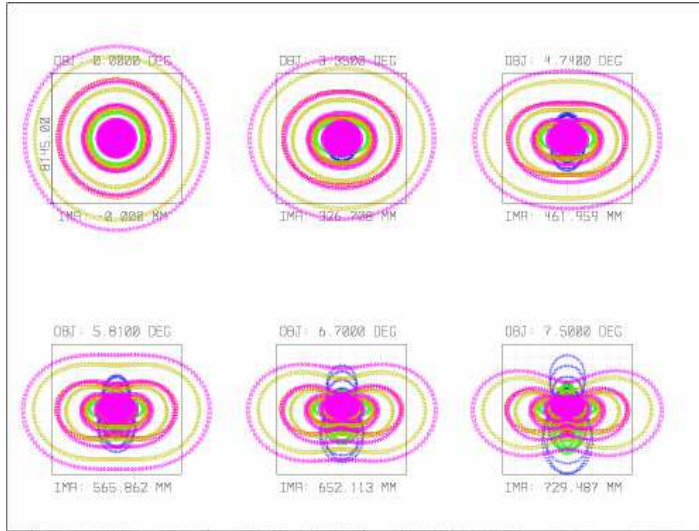 OBJ: 0.0000 DEG
OBJ: 3.3500 DEG
OBJ: 4.7400 DEG
8145.00
IMA: -0.000 MM
IMA: 326.708 MM
IMA: 461.959 MM
OBJ: 5.8100 DEG
OBJ: 6.7000 DEG
OBJ: 7.5000 DEG
IMA: 565.862 MM
IMA: 652.113 MM
IMA: 729.487 MM